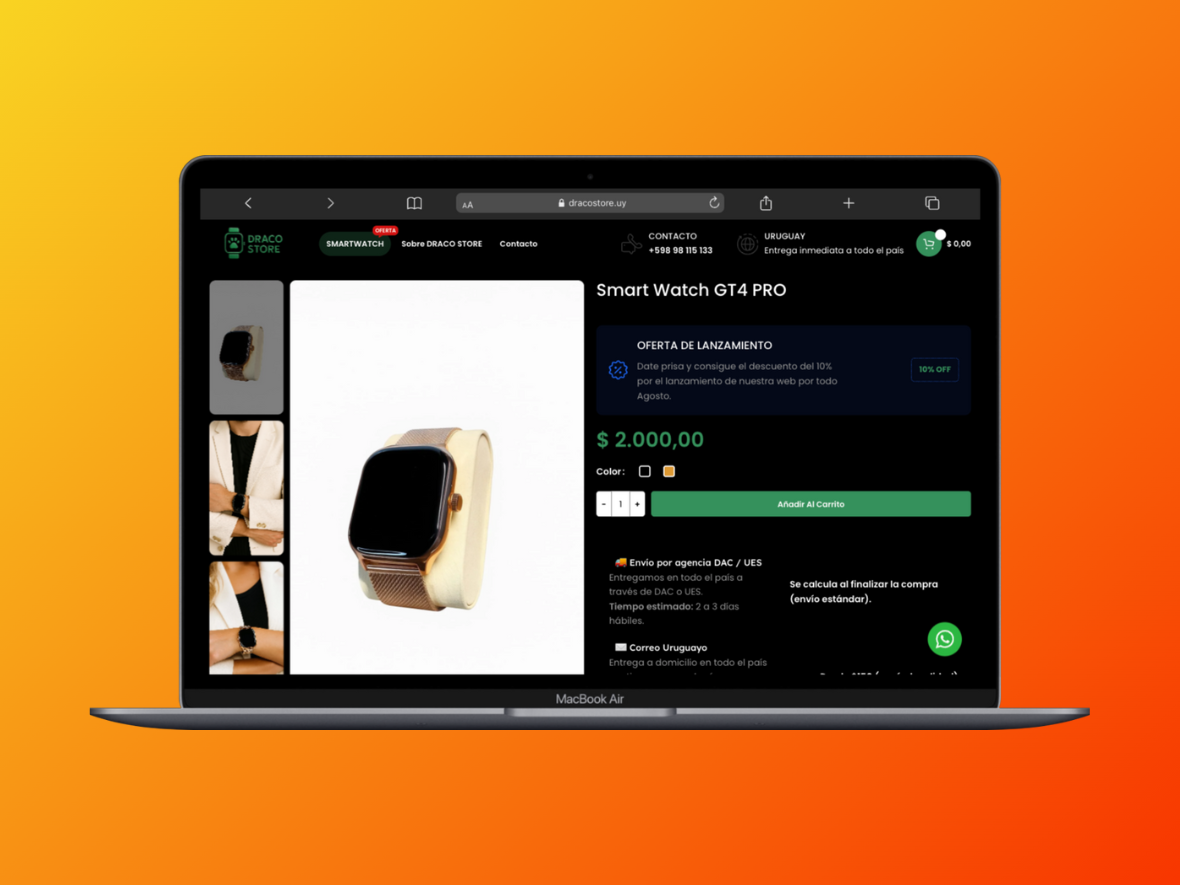 AA
dracostore.uy
DRACO
STORE
SMARTWATCH
OFERTA
Sobre DRACO STORE
Contacto
CONTACTO
+598 98 115 133
URUGUAY
Entrega inmediata a todo el país
$ 0,00
Smart Watch GT4 PRO
OFERTA DE LANZAMIENTO
Date prisa y consigue el descuento del 10%
por el lanzamiento de nuestra web por todo
Agosto.
10% OFF
$ 2.000,00
Color:
- 1 +
Añadir Al Carrito
Envío por agencia DAC / UES
Entregamos en todo el país a
través de DAC o UES.
Tiempo estimado: 2 a 3 días
hábiles.
Se calcula al finalizar la compra
(envío estándar).
Correo Uruguayo
Entrega a domicilio en todo el país
MacBook Air